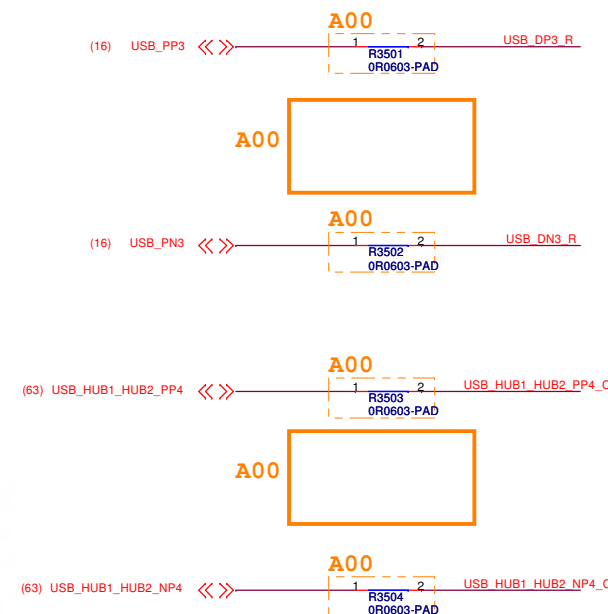 A00
(16) USB_PP3 1 2 USB_DP3_R
R3501
0R0603-PAD
A00
A00
(16) USB_PN3 1 2 USB_DN3_R
R3502
0R0603-PAD
A00
(63) USB_HUB1_HUB2_PP4 1 2 USB_HUB1_HUB2_PP4_C
R3503
0R0603-PAD
A00
A00
(63) USB_HUB1_HUB2_NP4 1 2 USB_HUB1_HUB2_NP4_C
R3504
0R0603-PAD